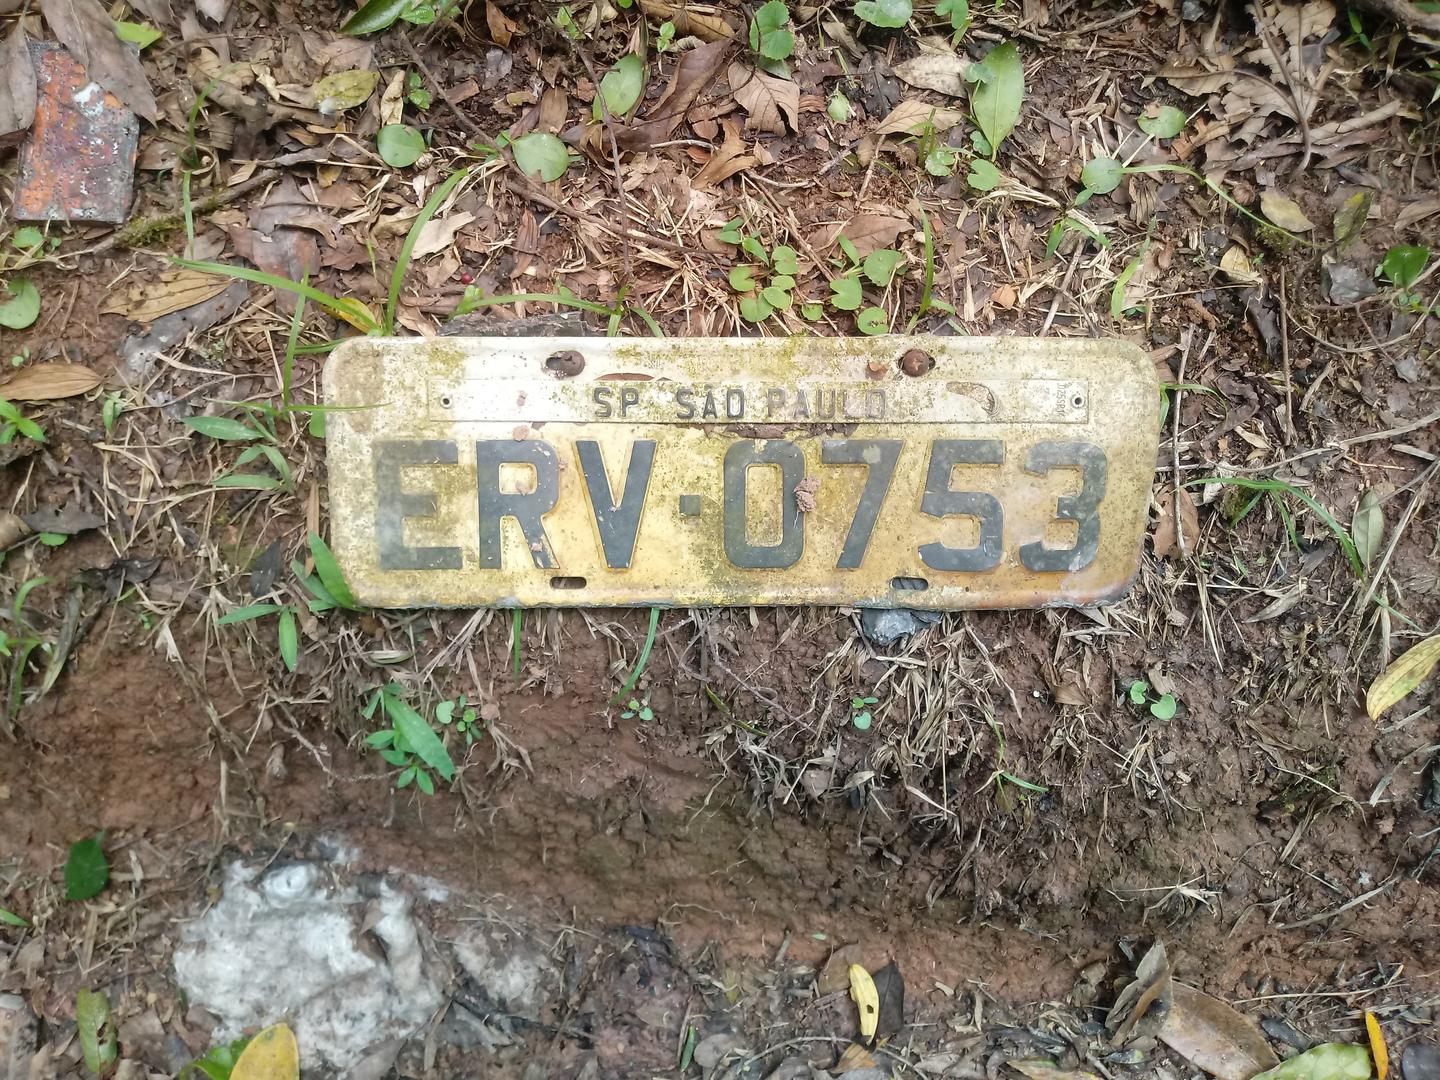 SP SÃO PAULO
ERV·0753